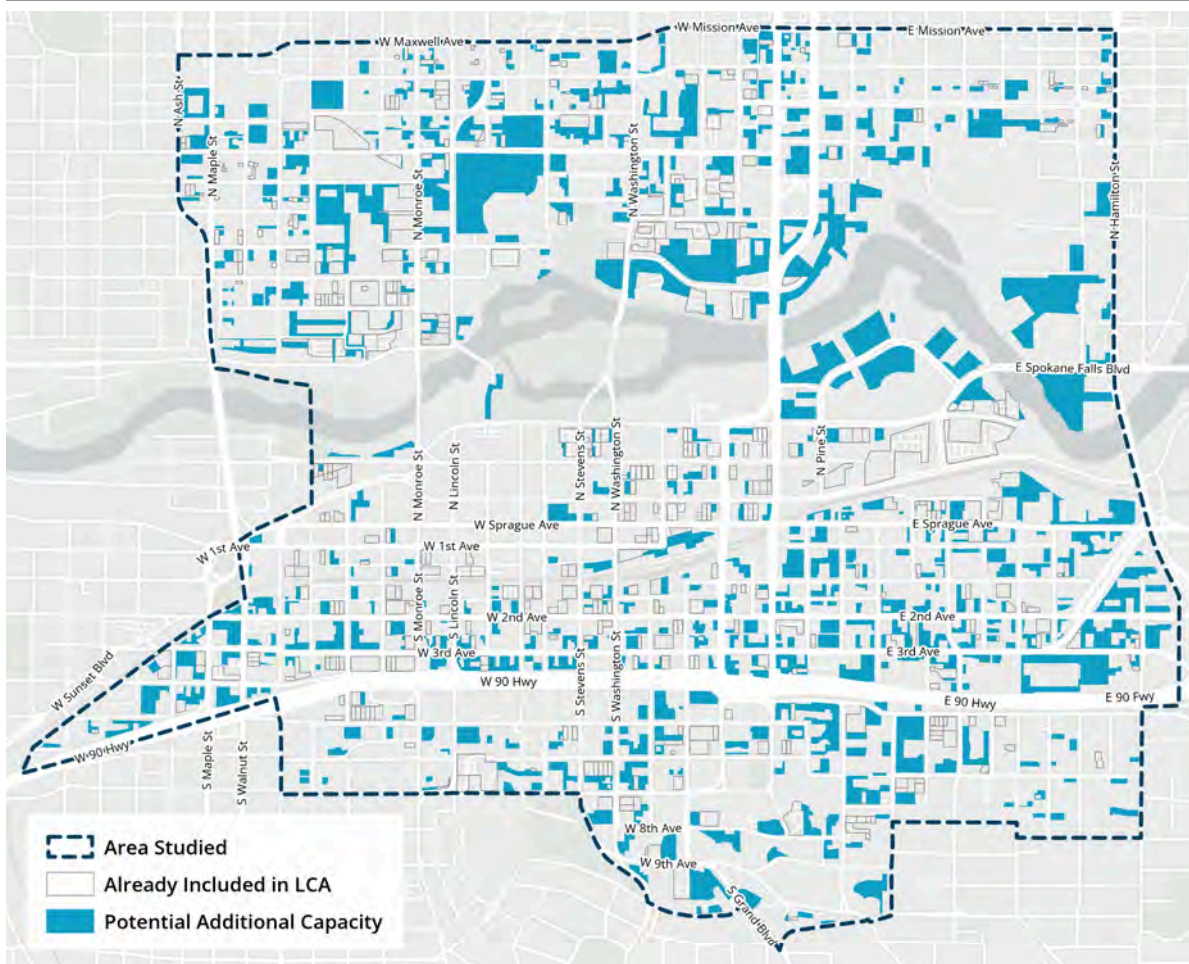 W Maxwell Ave
W Mission Ave
E Mission Ave
N Ash St
N Maple St
N Monroe St
N Washington St
N Hamilton St
E Spokane Falls Blvd
N Pine St
N Monroe St
N Lincoln St
N Stevens St
N Washington St
W Sprague Ave
E Sprague Ave
W 1st Ave
W 1st Ave
S Monroe St
S Lincoln St
W 2nd Ave
E 2nd Ave
W 3rd Ave
E 3rd Ave
W Sunset Blvd
W 90 Hwy
E 90 Hwy
E 90 Fwy
S Stevens St
S Washington St
W 90 Hwy
S Maple St
S Walnut St
W 8th Ave
W 9th Ave
S Grand Blvd
Area Studied
Already Included in LCA
Potential Additional Capacity